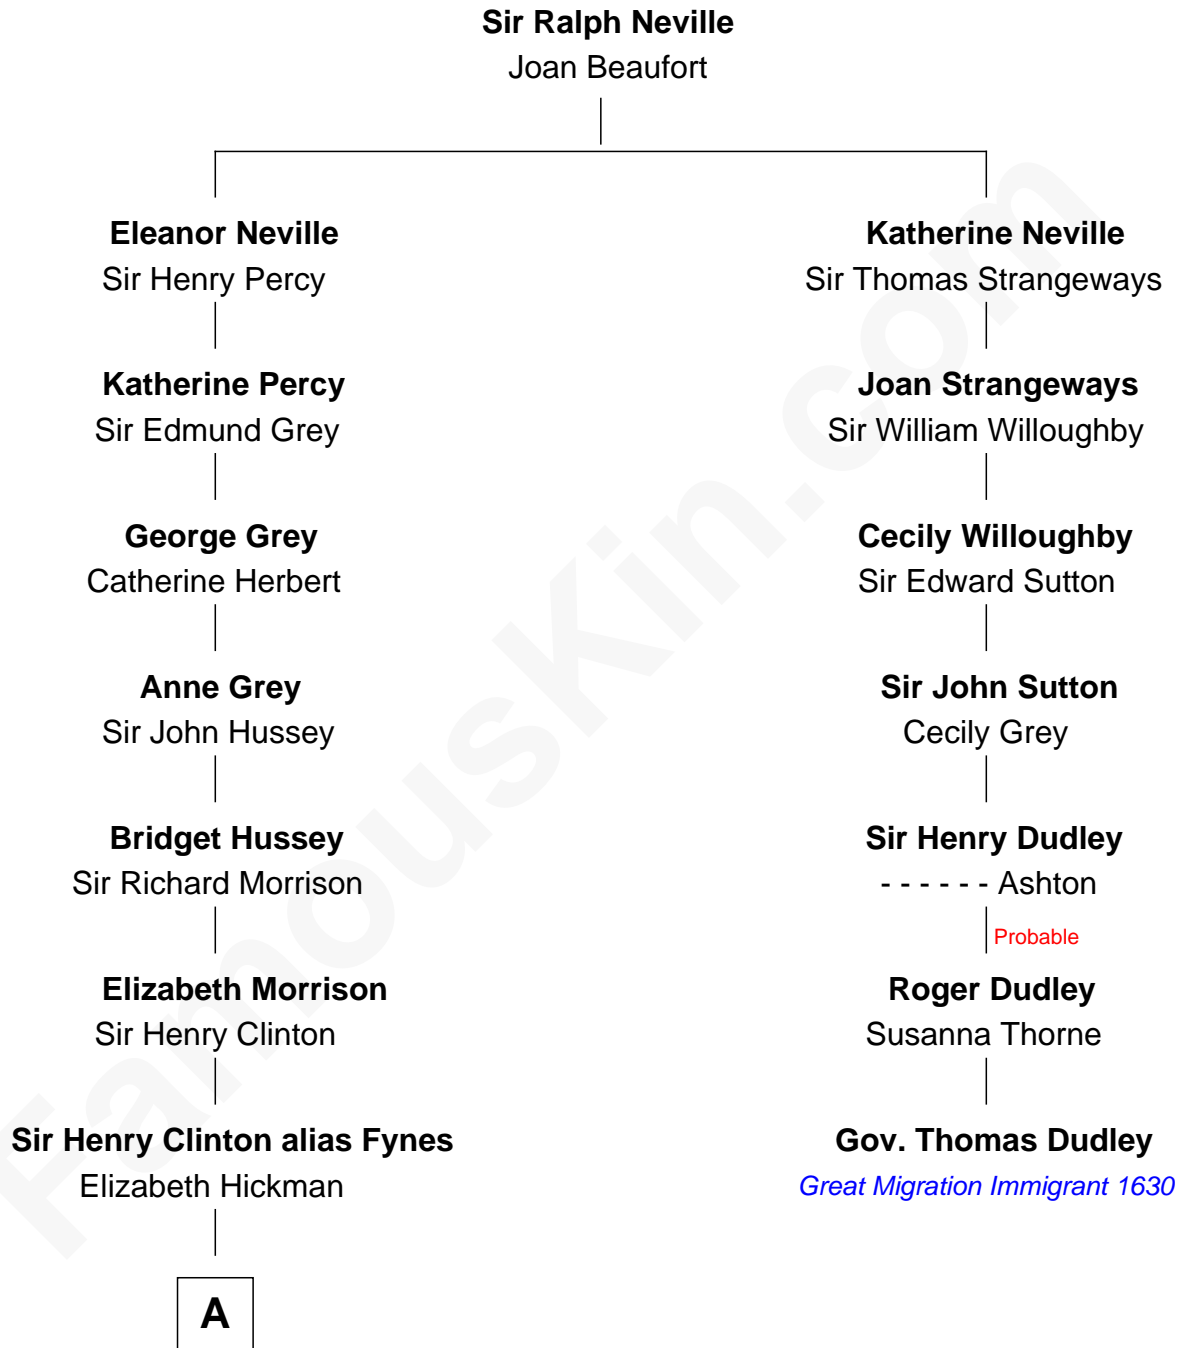 Sir Ralph Neville
Joan Beaufort
Eleanor Neville
Sir Henry Percy
Katherine Percy
Sir Edmund Grey
George Grey
Catherine Herbert
Anne Grey
Sir John Hussey
Bridget Hussey
Sir Richard Morrison
Elizabeth Morrison
Sir Henry Clinton
Sir Henry Clinton alias Fynes
Elizabeth Hickman
A
Katherine Neville
Sir Thomas Strangeways
Joan Strangeways
Sir William Willoughby
Cecily Willoughby
Sir Edward Sutton
Sir John Sutton
Cecily Grey
Sir Henry Dudley
- - - - - - Ashton
Probable
Roger Dudley
Susanna Thorne
Gov. Thomas Dudley
Great Migration Immigrant 1630
FamousKin.com